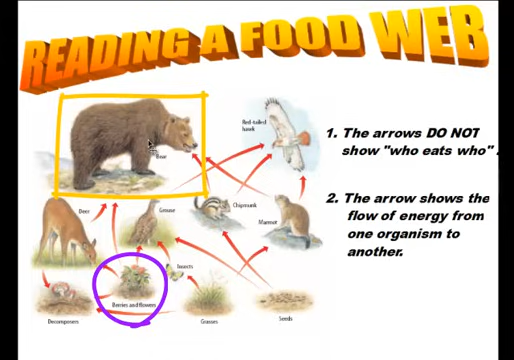 READING A FOOD WEB
Red-tailed
hawk
Bear
1. The arrows DO NOT
show "who eats who".
2. The arrow shows the
flow of energy from
one organism to
another.
Deer
Grouse
Chipmunk
Marmot
Insects
Berries and flowers
Decomposers
Grasses
Seeds